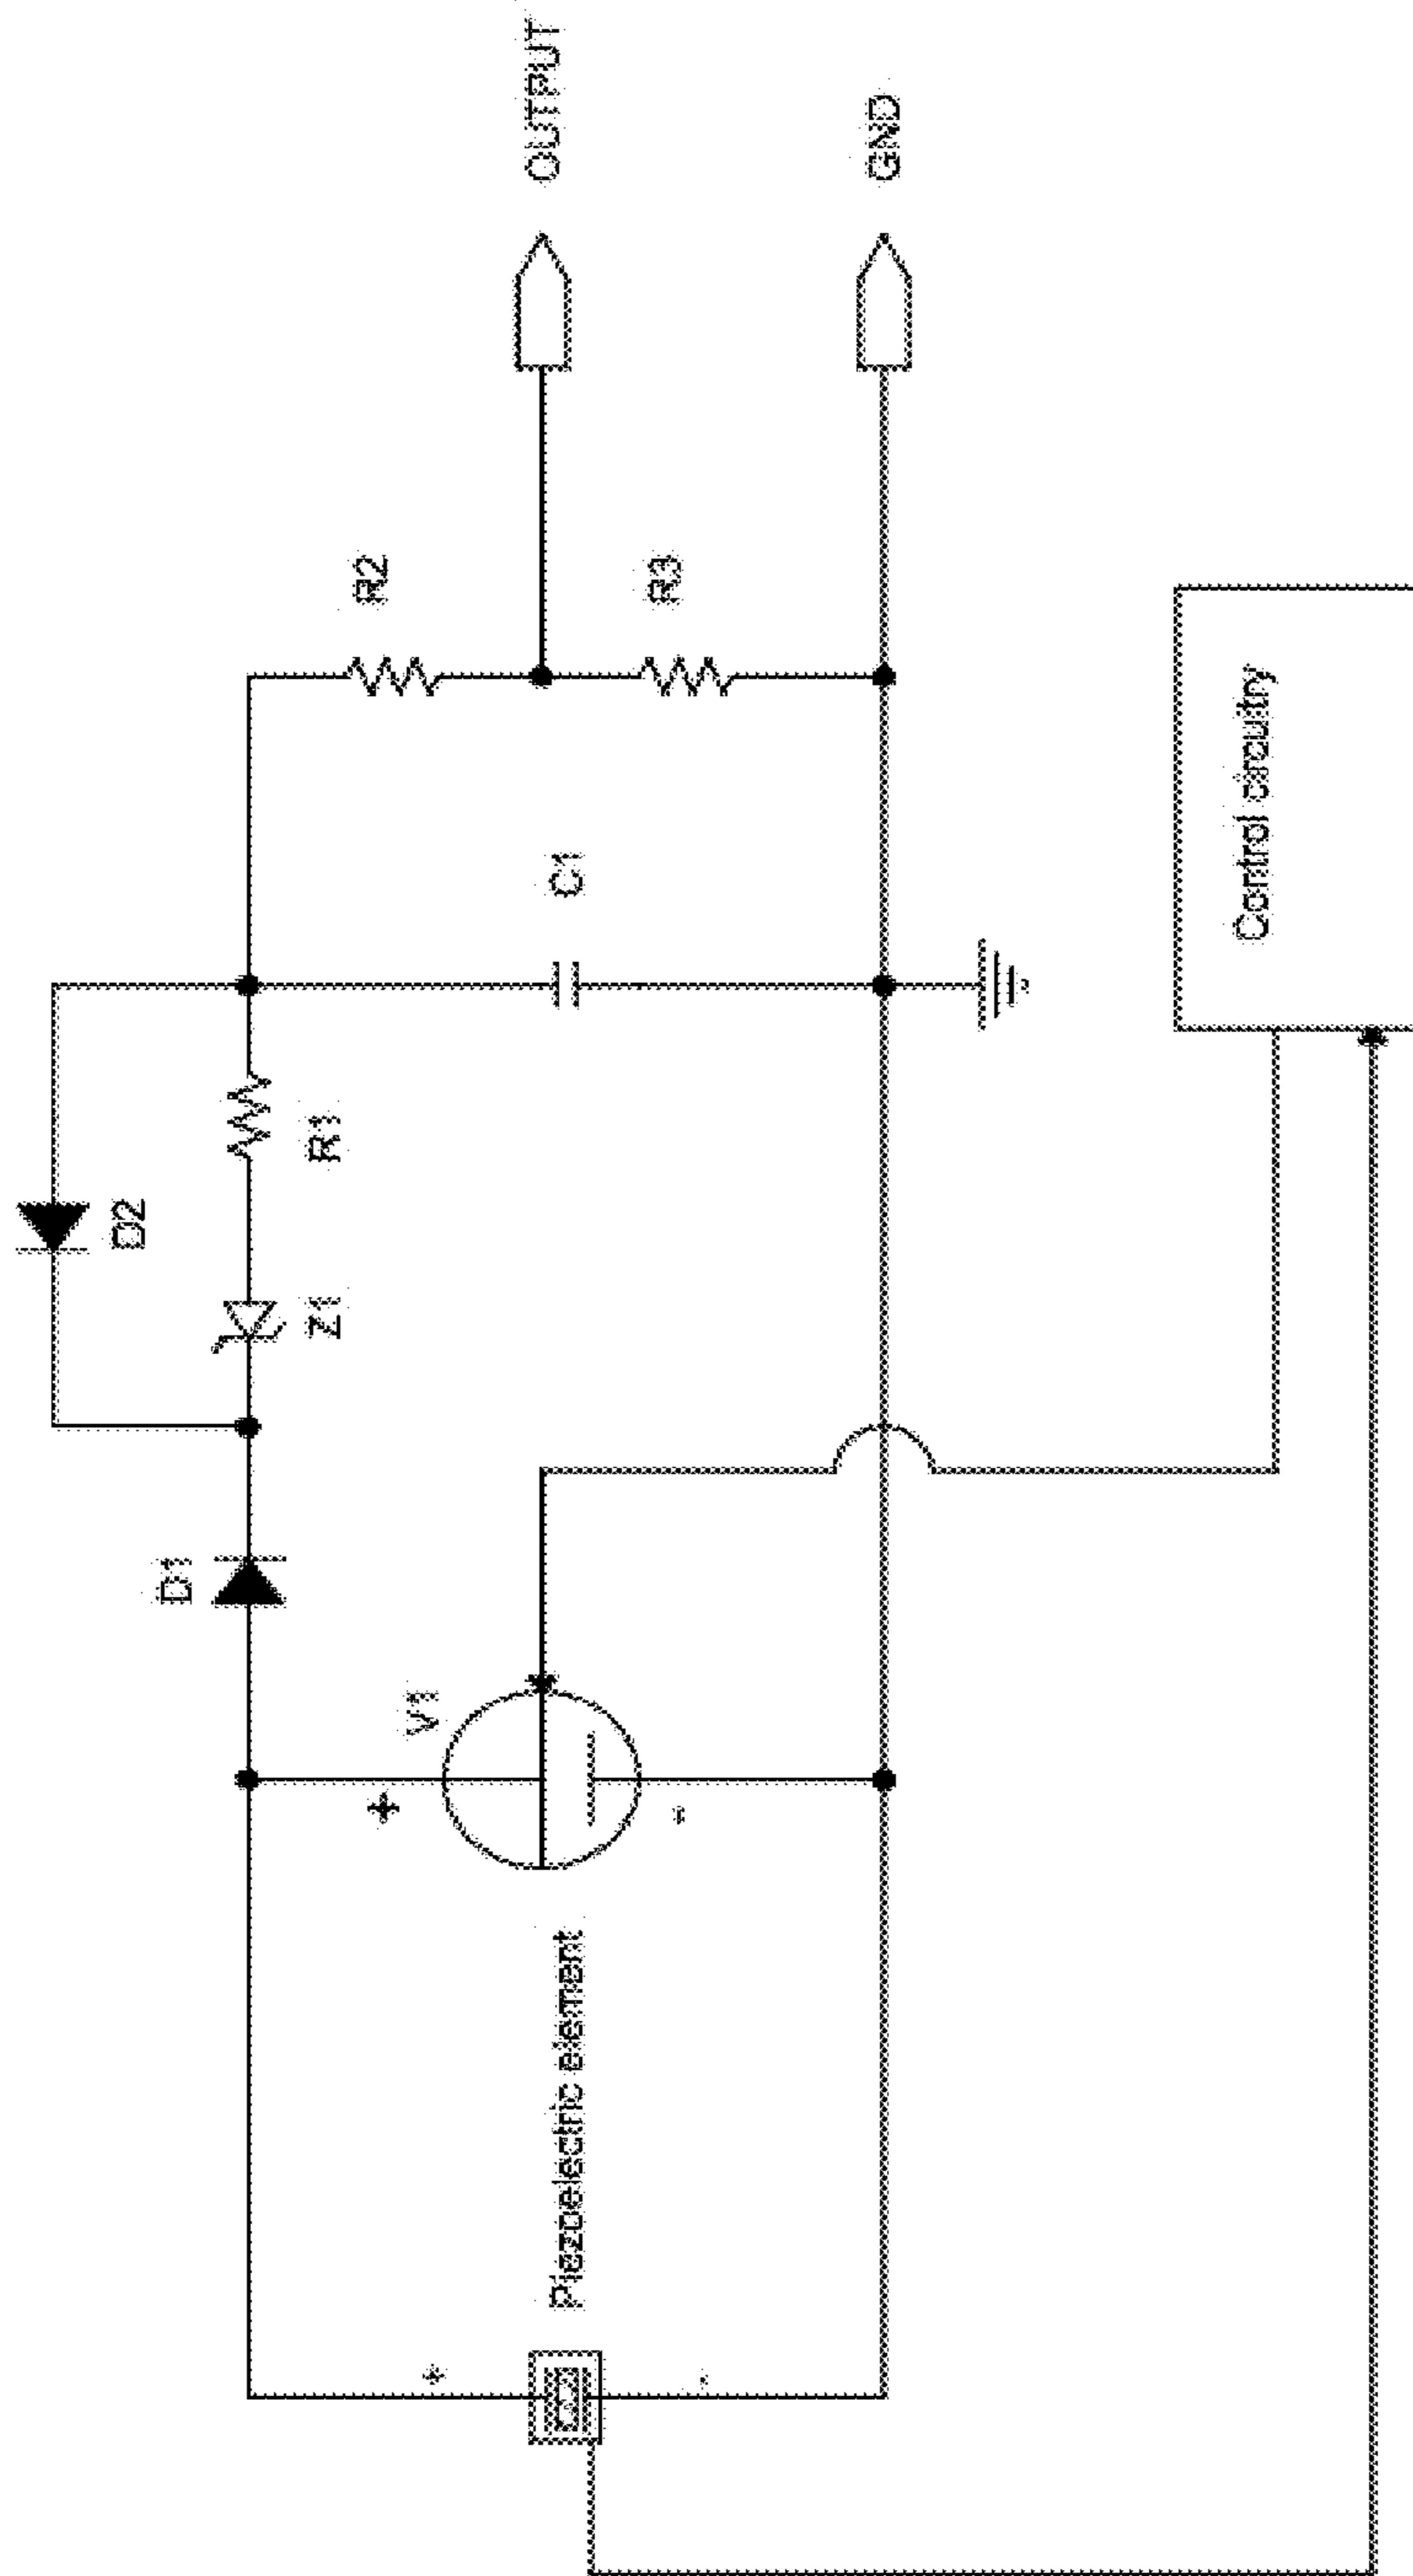 OUTPUT
GND
R2
R3
C1
D2
R1
Z1
D1
V1
+
-
Piezoelectric element
+
-
Control circuitry